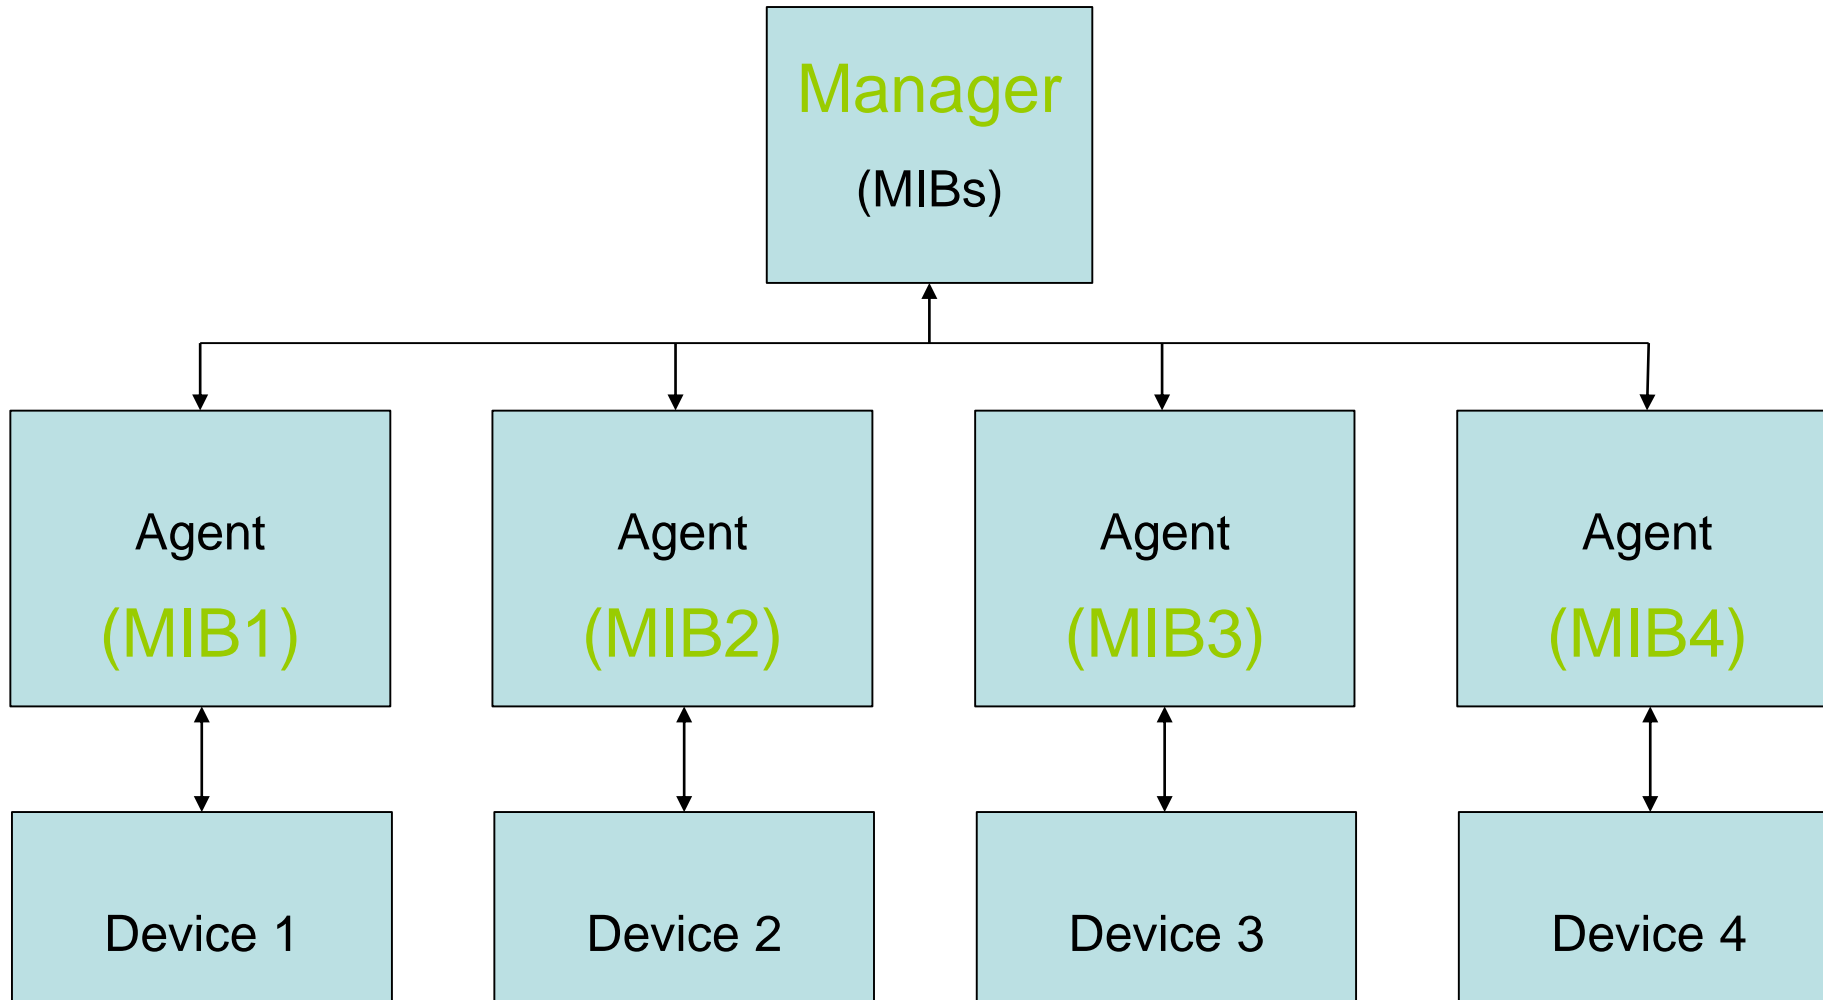 Manager
(MIBs)
Agent
(MIB1)
Agent
(MIB2)
Agent
(MIB3)
Agent
(MIB4)
Device 1
Device 2
Device 3
Device 4